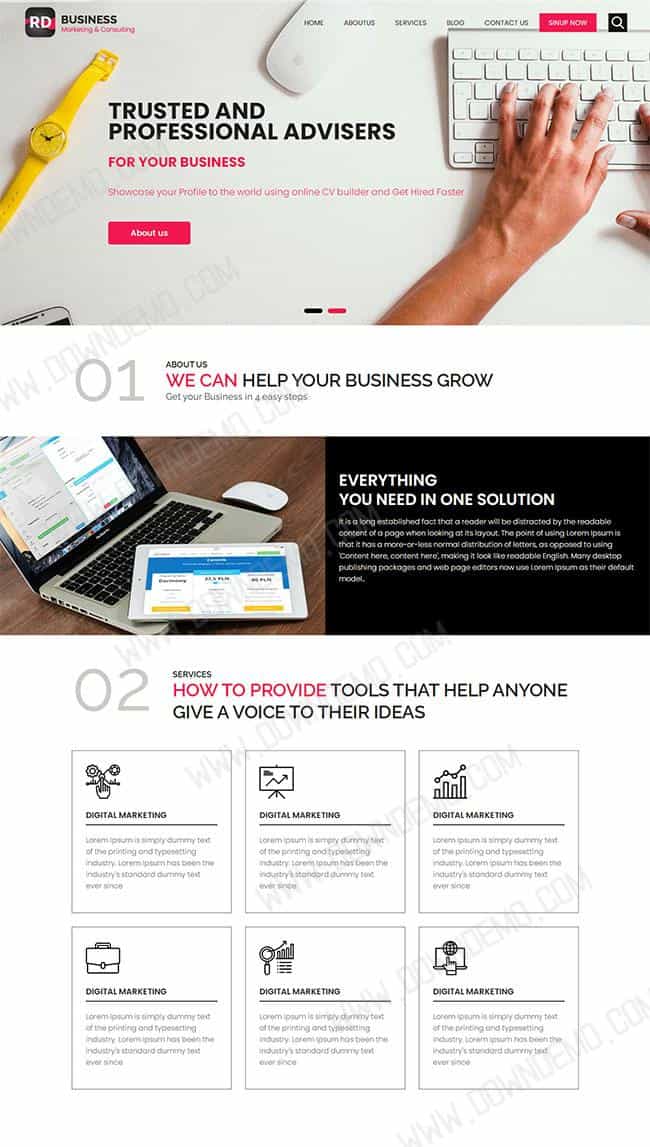 RD BUSINESS
Marketing & Consulting
HOME ABOUTUS SERVICES BLOG CONTACT US SINUP NOW
TRUSTED AND
PROFESSIONAL ADVISERS
FOR YOUR BUSINESS
Showcase your Profile to the world using online CV builder and Get Hired Faster
About us
01
ABOUT US
WE CAN HELP YOUR BUSINESS GROW
Get your Business in 4 easy steps
EVERYTHING
YOU NEED IN ONE SOLUTION
It is a long established fact that a reader will be distracted by the readable
content of a page when looking at its layout. The point of using Lorem Ipsum is
that it has a more-or-less normal distribution of letters, as opposed to using
'Content here, content here', making it look like readable English. Many desktop
publishing packages and web page editors now use Lorem Ipsum as their default
model..
02
SERVICES
HOW TO PROVIDE TOOLS THAT HELP ANYONE
GIVE A VOICE TO THEIR IDEAS
DIGITAL MARKETING
Lorem Ipsum is simply dummy text
of the printing and typesetting
industry. Lorem Ipsum has been the
industry's standard dummy text
ever since
DIGITAL MARKETING
Lorem Ipsum is simply dummy text
of the printing and typesetting
industry. Lorem Ipsum has been the
industry's standard dummy text
ever since
DIGITAL MARKETING
Lorem Ipsum is simply dummy text
of the printing and typesetting
industry. Lorem Ipsum has been the
industry's standard dummy text
ever since
DIGITAL MARKETING
Lorem Ipsum is simply dummy text
of the printing and typesetting
industry. Lorem Ipsum has been the
industry's standard dummy text
ever since
DIGITAL MARKETING
Lorem Ipsum is simply dummy text
of the printing and typesetting
industry. Lorem Ipsum has been the
industry's standard dummy text
ever since
DIGITAL MARKETING
Lorem Ipsum is simply dummy text
of the printing and typesetting
industry. Lorem Ipsum has been the
industry's standard dummy text
ever since
WWW.DOWNDEMO.COM